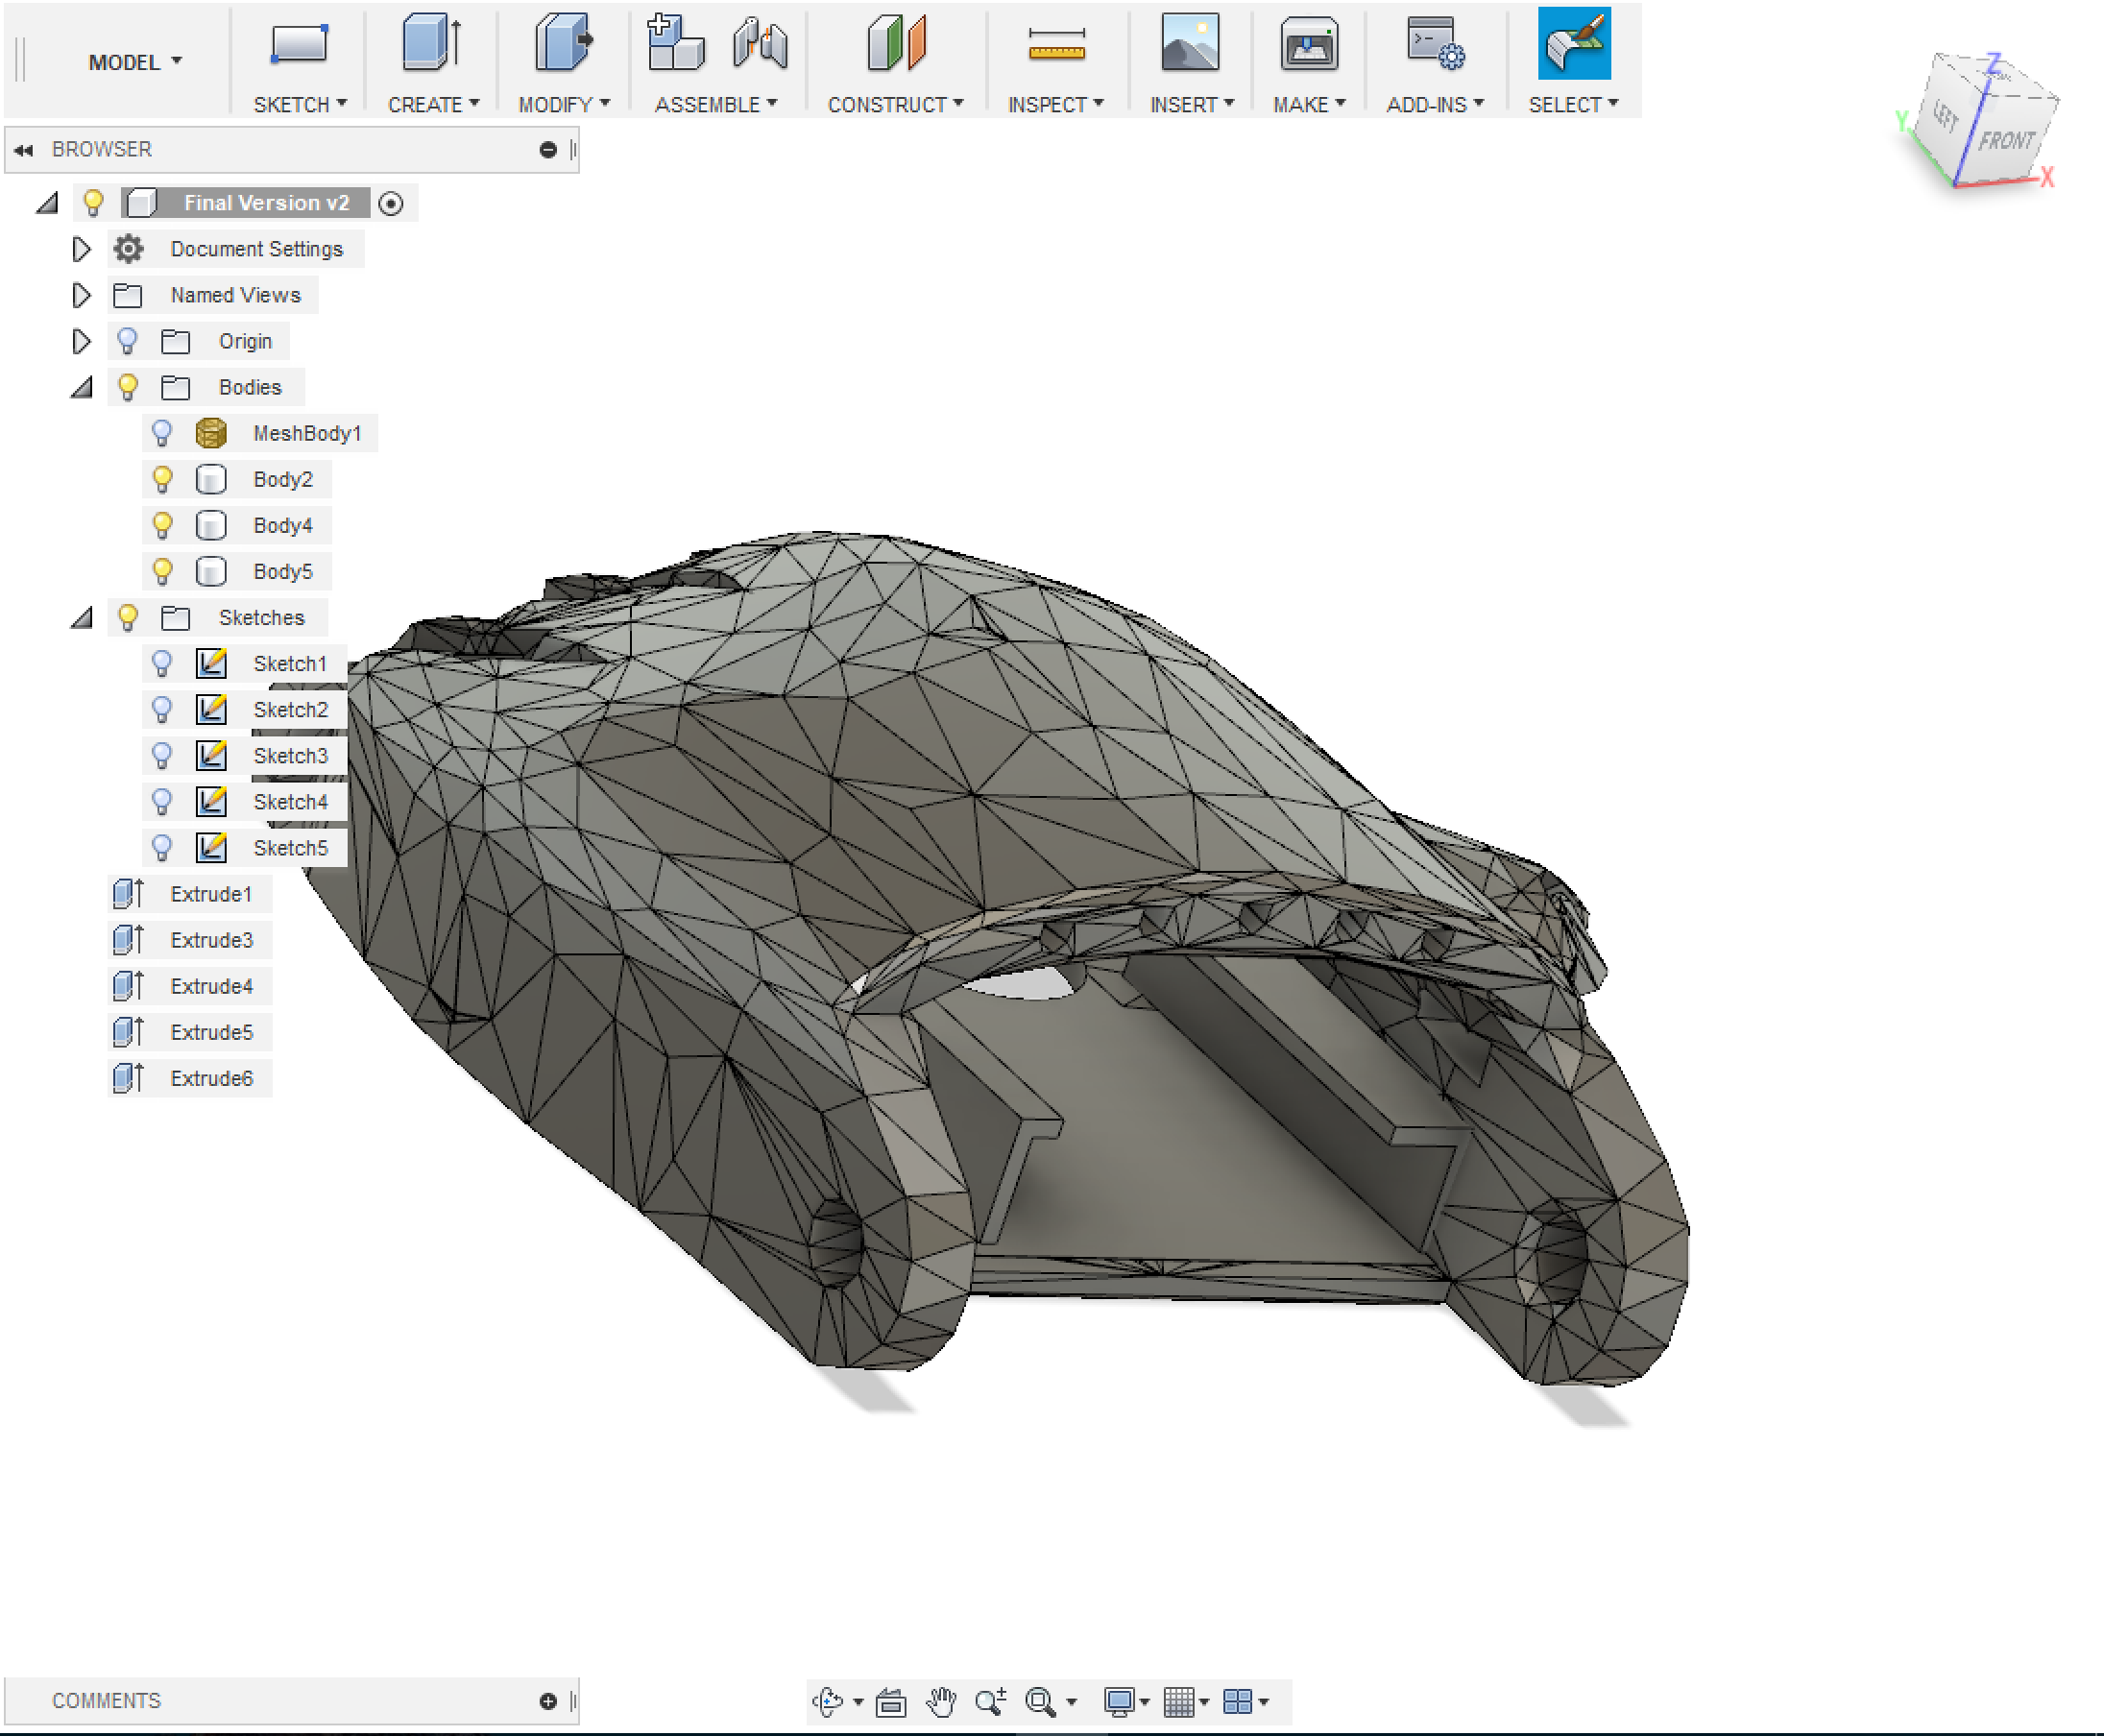 MODEL
SKETCH
CREATE
MODIFY
ASSEMBLE
CONSTRUCT
INSPECT
INSERT
MAKE
ADD-INS
SELECT
Z
Y
LEFT
FRONT
X
BROWSER
Final Version v2
Document Settings
Named Views
Origin
Bodies
MeshBody1
Body2
Body4
Body5
Sketches
Sketch1
Sketch2
Sketch3
Sketch4
Sketch5
Extrude1
Extrude3
Extrude4
Extrude5
Extrude6
COMMENTS